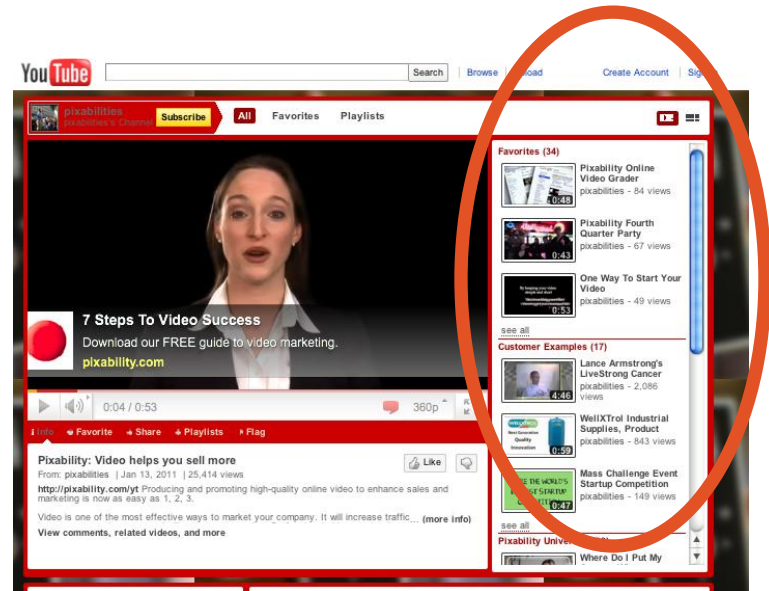 You Tube
Search
Browse
Create Account
pixabilities
pixabilities's Channel
Subscribe
All
Favorites
Playlists
7 Steps To Video Success
Download our FREE guide to video marketing.
pixability.com
0:04 / 0:53
360p
Info
Favorite
Share
Playlists
Flag
Pixability: Video helps you sell more
From: pixabilities | Jan 13, 2011 | 25,414 views
Like
http://pixability.com/yt Producing and promoting high-quality online video to enhance sales and
marketing is now as easy as 1, 2, 3.
Video is one of the most effective ways to market your company. It will increase traffic... (more info)
View comments, related videos, and more
Favorites (34)
0:48
Pixability Online
Video Grader
pixabilities - 84 views
0:43
Pixability Fourth
Quarter Party
pixabilities - 67 views
0:53
One Way To Start Your
Video
pixabilities - 49 views
see all
Customer Examples (17)
4:46
Lance Armstrong's
LiveStrong Cancer
pixabilities - 2,086
views
Quality
Innovation
0:59
WellXTrol Industrial
Supplies, Product
pixabilities - 843 views
THE WORLD'S
STARTUP
0:47
Mass Challenge Event
Startup Competition
pixabilities - 149 views
see all
Pixability
Where Do I Put My